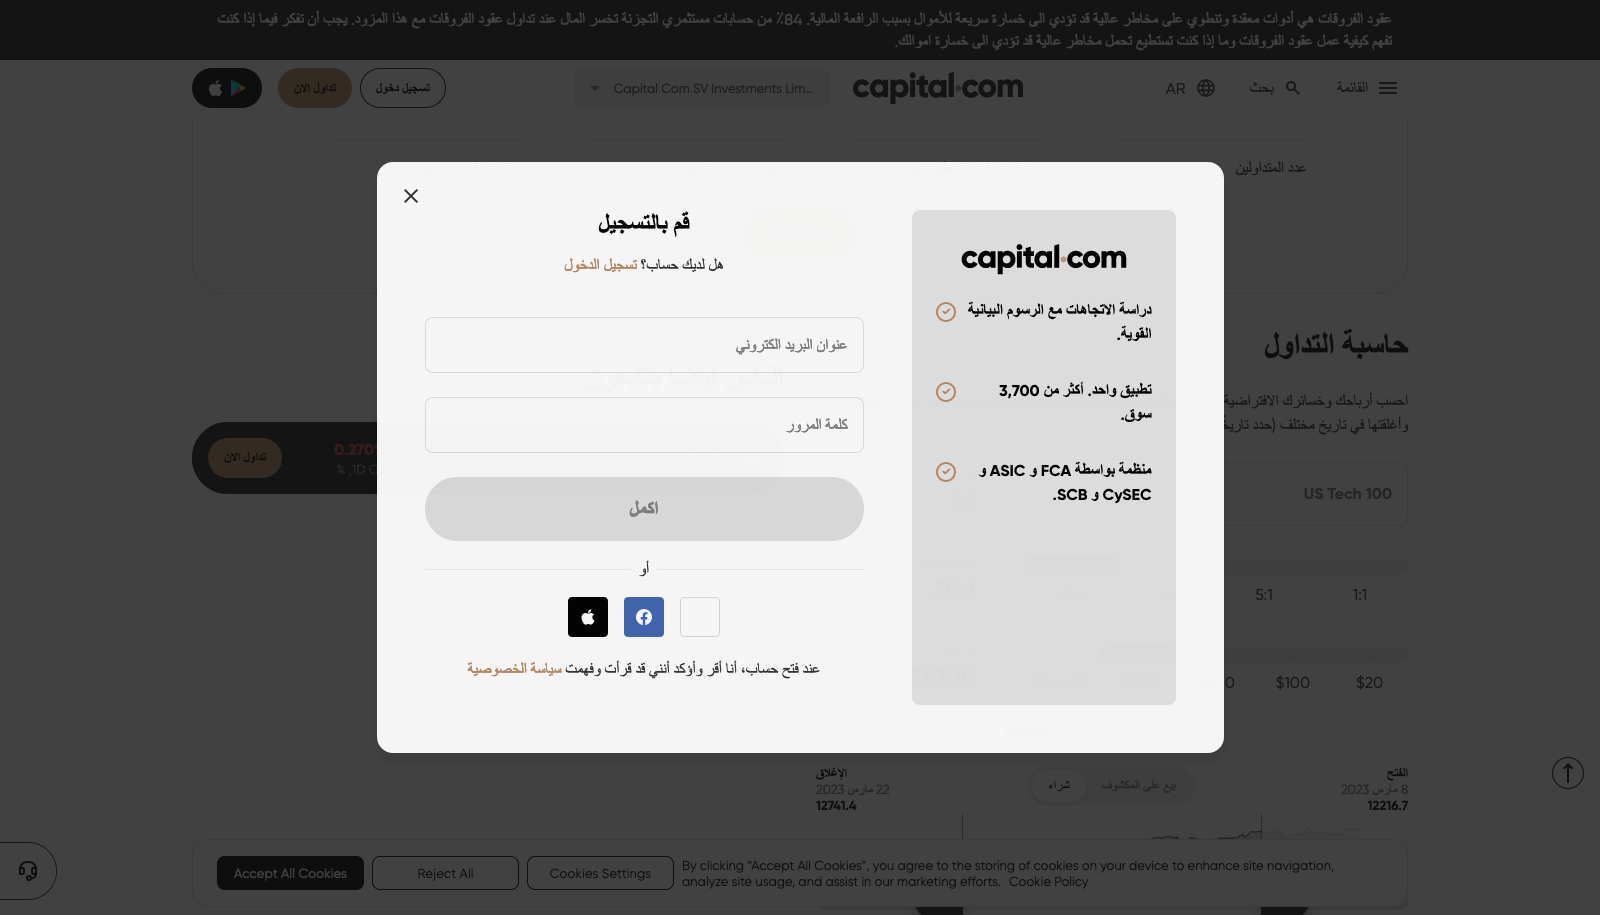 عقود الفروقات هي أدوات معقدة وتنطوي على مخاطر عالية قد تؤدي الى خسارة سريعة للأموال بسبب الرافعة المالية. 84٪ من حسابات مستثمري التجزئة تخسر المال عند تداول عقود الفروقات مع هذا المزود. يجب أن تفكر فيما إذا كنت
تفهم كيفية عمل عقود الفروقات وما إذا كنت تستطيع تحمل مخاطر عالية قد تؤدي الى خسارة اموالك.
القائمة
بحث
AR
capital.com
Capital Com SV Investments Lim...
تسجيل دخول
تداول الان
عدد المتداولين
capital.com
دراسة الاتجاهات مع الرسوم البيانية
القوية.
تطبيق واحد. أكثر من 3,700
سوق.
منظمة بواسطة FCA و ASIC و
CySEC و SCB.
قم بالتسجيل
هل لديك حساب؟ تسجيل الدخول
عنوان البريد الكتروني
كلمة المرور
اكمل
أو
عند فتح حساب، أنا أقر وأؤكد أنني قد قرأت وفهمت سياسة الخصوصية
حاسبة التداول
احسب أرباحك وخسائرك الافتراضية
وأغلقتها في تاريخ مختلف (حدد تاريخ
US Tech 100
1:1
5:1
$20
$100
الناس ايضا يتابعون
تداول الان
الفتح
8 مارس 2023
12216.7
بيع على المكشوف
شراء
الإغلاق
22 مارس 2023
12741.4
Accept All Cookies
Reject All
Cookies Settings
By clicking "Accept All Cookies", you agree to the storing of cookies on your device to enhance site navigation,
analyze site usage, and assist in our marketing efforts. Cookie Policy